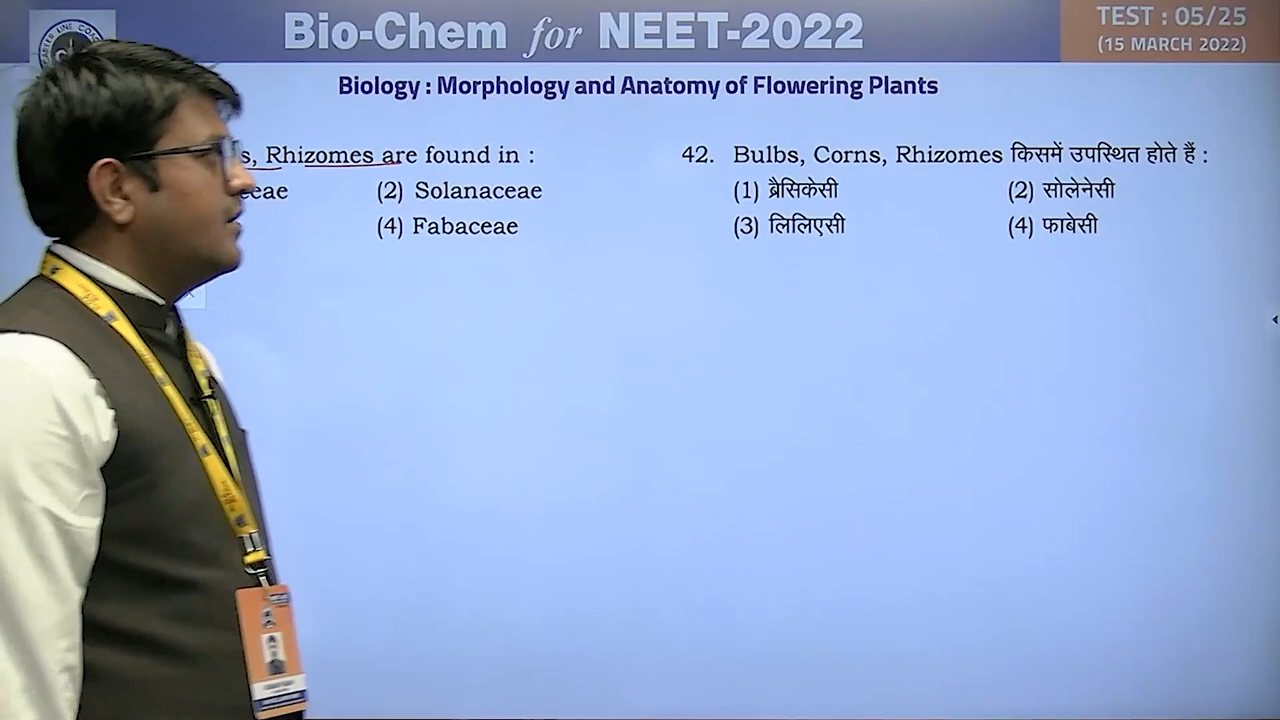 Bio-Chem for NEET-2022
TEST : 05/25
(15 MARCH 2022)
Biology : Morphology and Anatomy of Flowering Plants
Rhizomes are found in :
(2) Solanaceae
(4) Fabaceae
42. Bulbs, Corns, Rhizomes किसमें उपस्थित होते हैं :
(1) ब्रैसिकेसी (2) सोलेनेसी
(3) लिलिएसी (4) फाबेसी